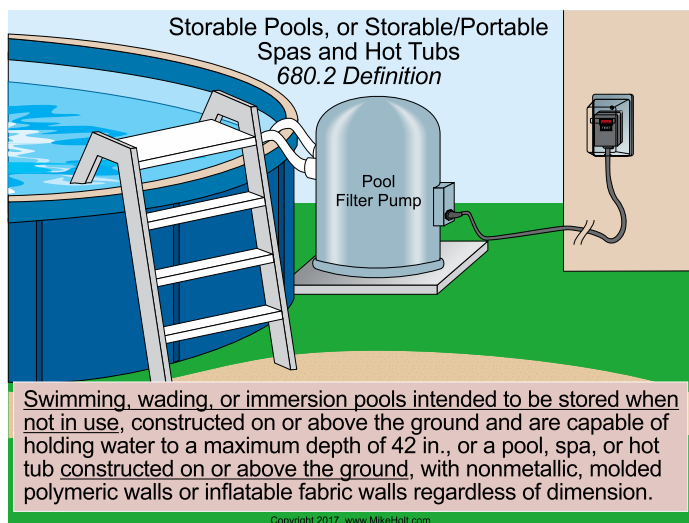 Storable Pools, or Storable/Portable
Spas and Hot Tubs
680.2 Definition
Pool
Filter Pump
Swimming, wading, or immersion pools intended to be stored when
not in use, constructed on or above the ground and are capable of
holding water to a maximum depth of 42 in., or a pool, spa, or hot
tub constructed on or above the ground, with nonmetallic, molded
polymeric walls or inflatable fabric walls regardless of dimension.
Copyright 2017, www.MikeHolt.com